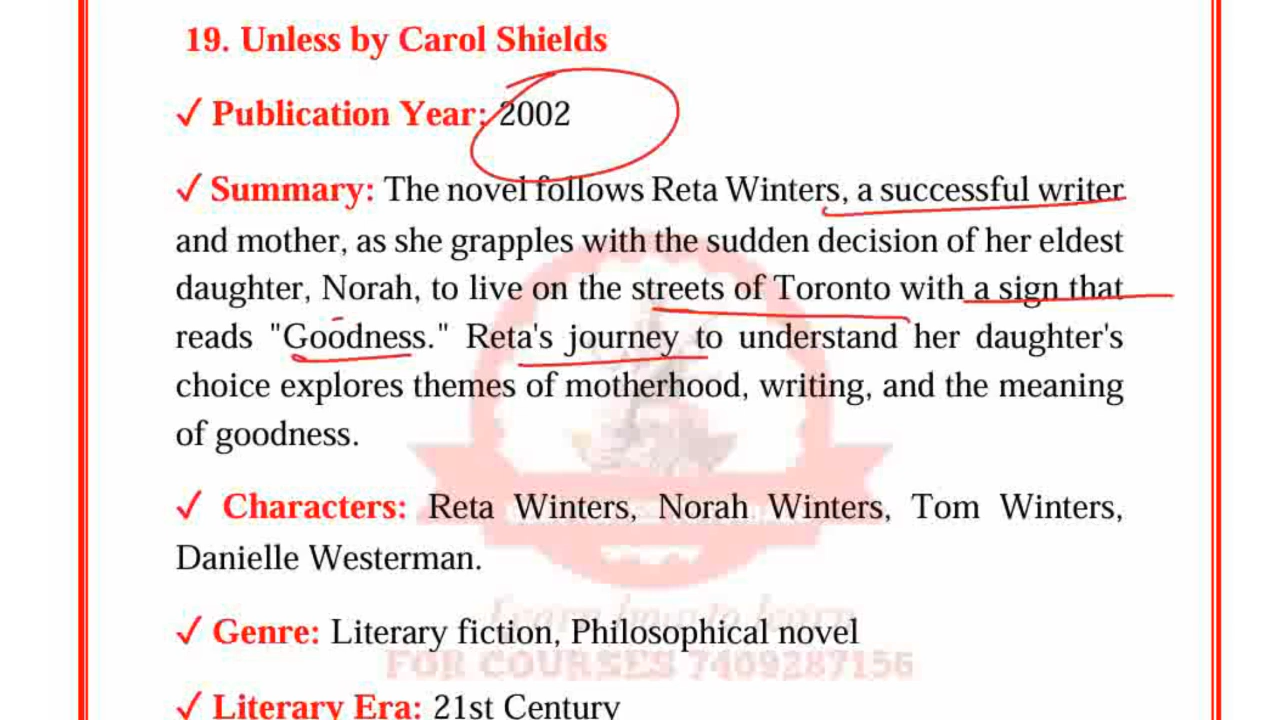 19. Unless by Carol Shields
✓ Publication Year: 2002
✓ Summary: The novel follows Reta Winters, a successful writer
and mother, as she grapples with the sudden decision of her eldest
daughter, Norah, to live on the streets of Toronto with a sign that
reads "Goodness." Reta's journey to understand her daughter's
choice explores themes of motherhood, writing, and the meaning
of goodness.
✓ Characters: Reta Winters, Norah Winters, Tom Winters,
Danielle Westerman.
Learn how to learn
✓ Genre: Literary fiction, Philosophical novel
FOR COURSES 7409287156
✓ Literary Era: 21st Century